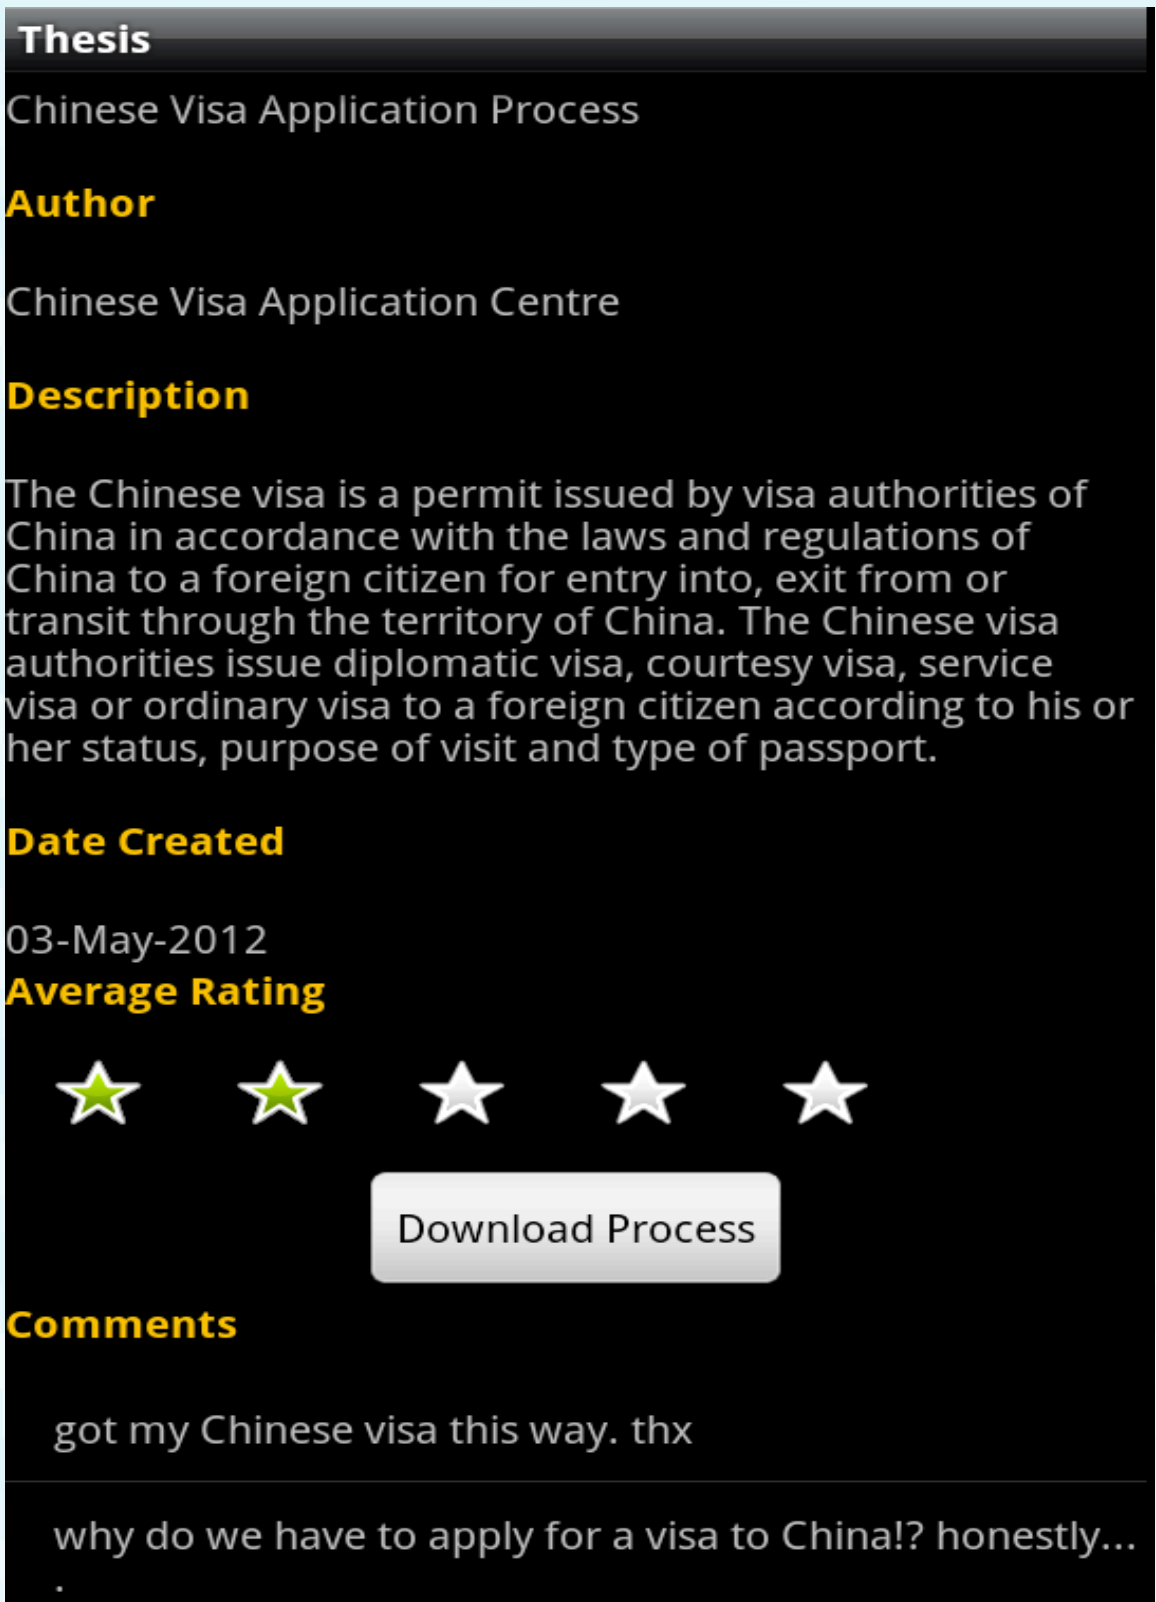 Thesis
Chinese Visa Application Process
Author
Chinese Visa Application Centre
Description
The Chinese visa is a permit issued by visa authorities of
China in accordance with the laws and regulations of
China to a foreign citizen for entry into, exit from or
transit through the territory of China. The Chinese visa
authorities issue diplomatic visa, courtesy visa, service
visa or ordinary visa to a foreign citizen according to his or
her status, purpose of visit and type of passport.
Date Created
03-May-2012
Average Rating
Download Process
Comments
got my Chinese visa this way. thx
why do we have to apply for a visa to China!? honestly...
.